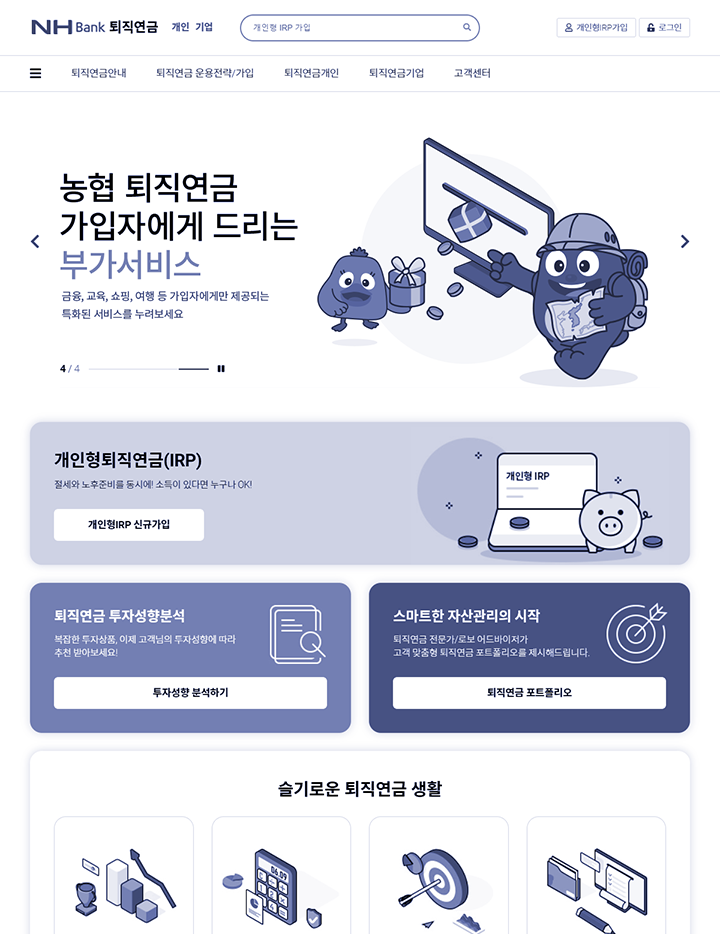 NH Bank 퇴직연금 개인 기업
개인형 IRP 가입
개인형IRP가입
로그인
퇴직연금안내 퇴직연금 운용전략/가입 퇴직연금개인 퇴직연금기업 고객센터
농협 퇴직연금
가입자에게 드리는
부가서비스
금융, 교육, 쇼핑, 여행 등 가입자에게만 제공되는
특화된 서비스를 누려보세요
4 / 4
개인형퇴직연금(IRP)
절세와 노후준비를 동시에! 소득이 있다면 누구나 OK!
개인형IRP 신규가입
개인형 IRP
퇴직연금 투자성향분석
복잡한 투자상품, 이제 고객님의 투자성향에 따라
추천 받아보세요!
투자성향 분석하기
스마트한 자산관리의 시작
퇴직연금 전문가/로보 어드바이저가
고객 맞춤형 퇴직연금 포트폴리오를 제시해드립니다.
퇴직연금 포트폴리오
슬기로운 퇴직연금 생활
06.09